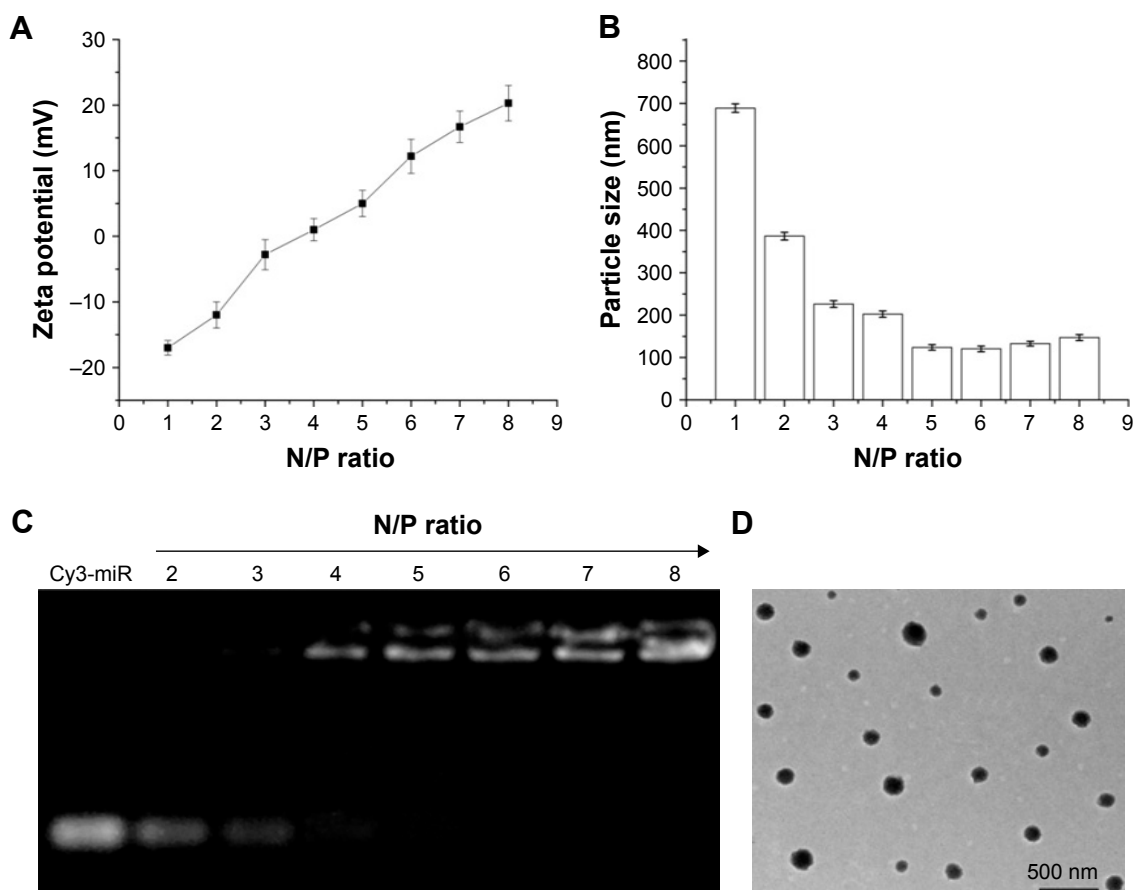 A
30
20
10
0
–10
–20
Zeta potential (mV)
0 1 2 3 4 5 6 7 8 9
N/P ratio
B
800
700
600
500
400
300
200
100
0
Particle size (nm)
0 1 2 3 4 5 6 7 8 9
N/P ratio
C
N/P ratio
Cy3-miR 2 3 4 5 6 7 8
D
500 nm